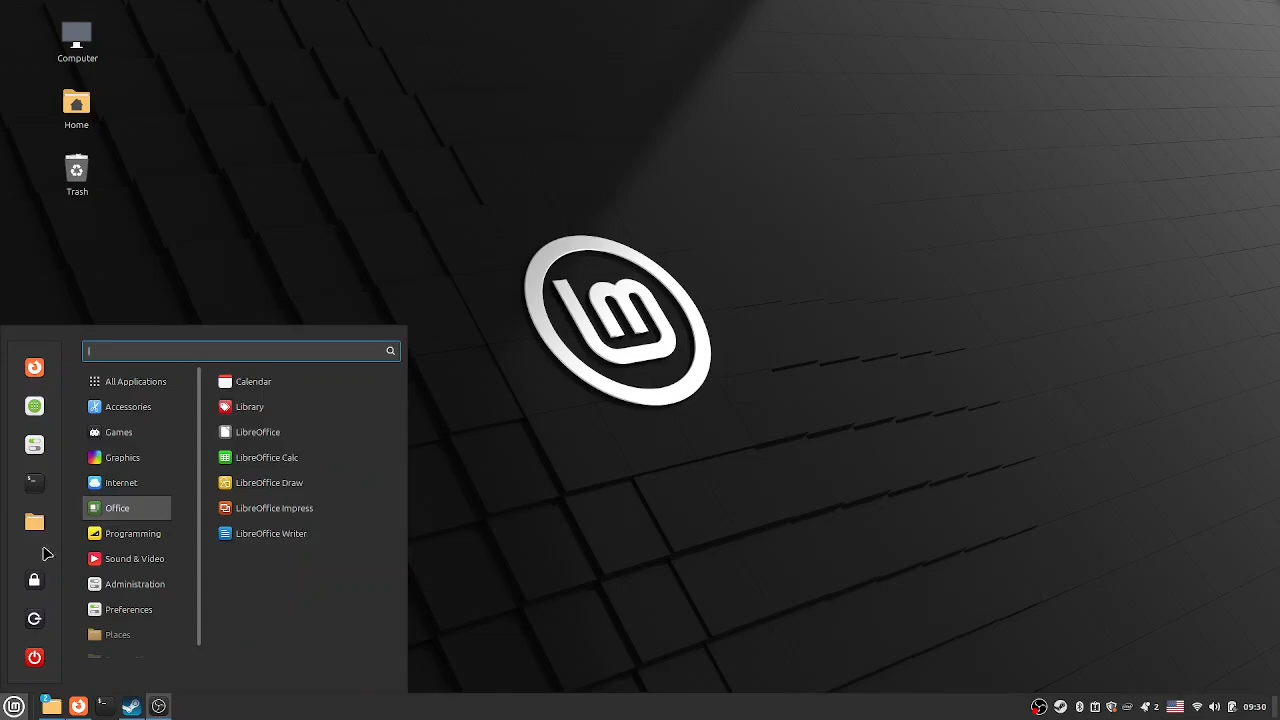 Computer
Home
Trash
All Applications
Accessories
Games
Graphics
Internet
Office
Programming
Sound & Video
Administration
Preferences
Places
Calendar
Library
LibreOffice
LibreOffice Calc
LibreOffice Draw
LibreOffice Impress
LibreOffice Writer
2
2
09:30